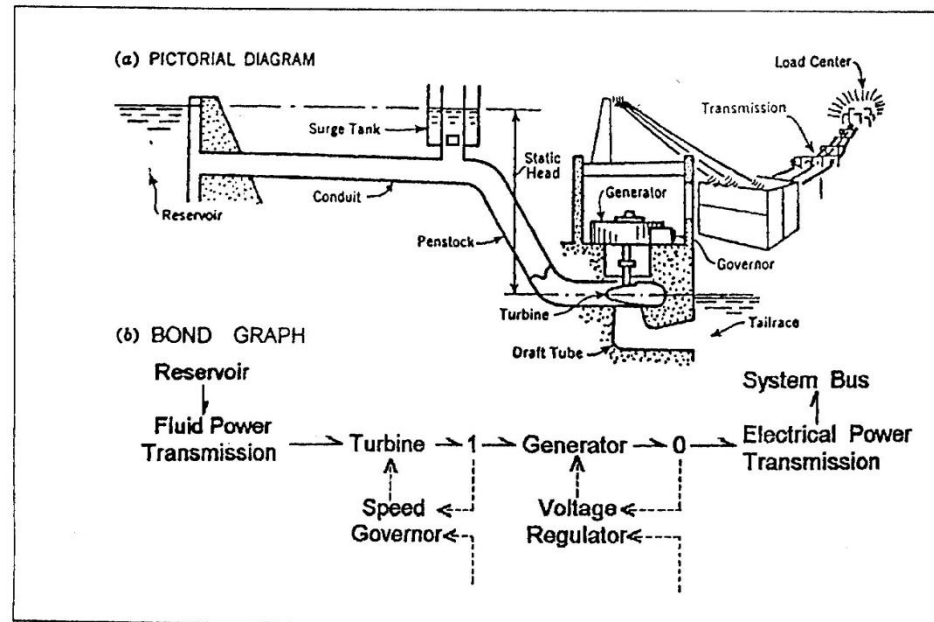 (a) PICTORIAL DIAGRAM
Load Center
Transmission
Surge Tank
Static
Head
Generator
Conduit
Reservoir
Penstock
Governor
Turbine
Tailrace
Draft Tube
(b) BOND GRAPH
Reservoir
System Bus
Fluid Power
Transmission
Turbine
1
Generator
0
Electrical Power
Transmission
Speed
Governor
Voltage
Regulator